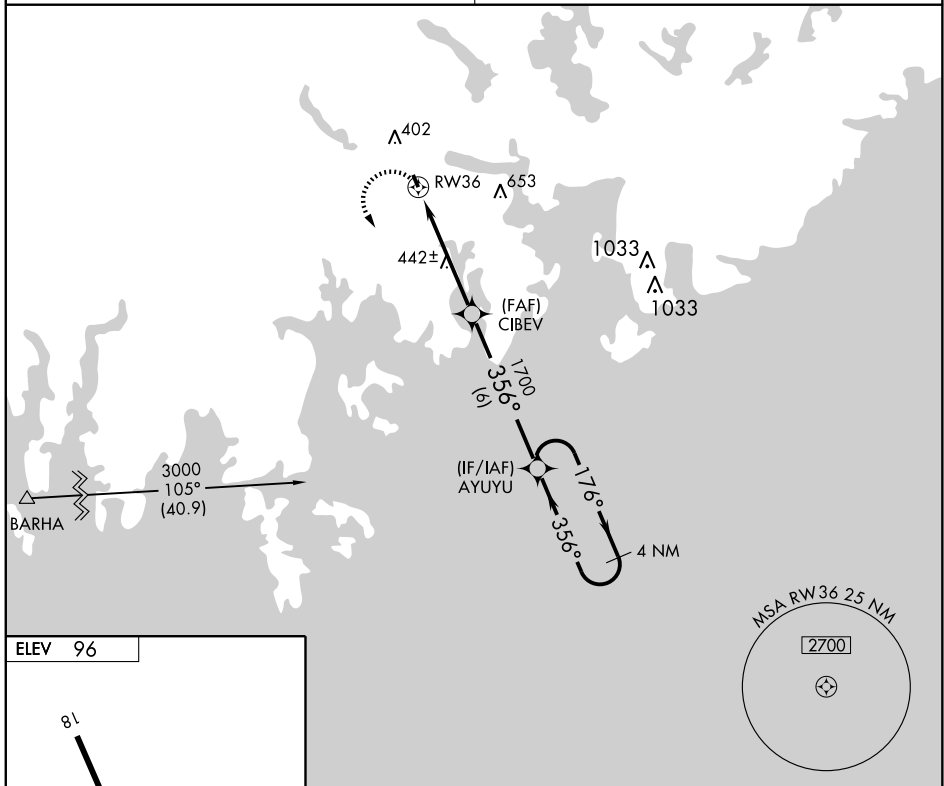 402
RW36
653
442±
1033
1033
(FAF)
CIBEV
1700
356°
(6)
(IF/IAF)
AYUYU
176°
356°
4 NM
3000
105°
(40.9)
BARHA
MSA RW36 25 NM
2700
ELEV 96
18